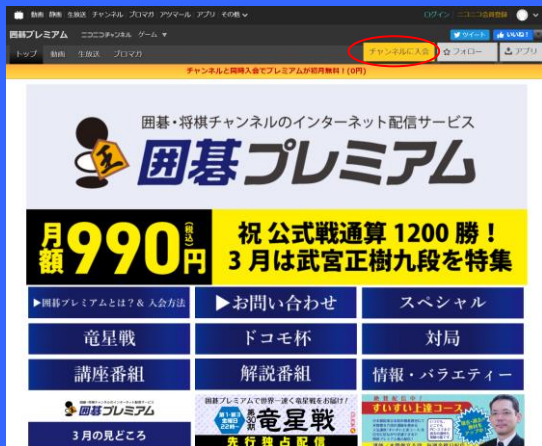 動画 静画 生放送 チャンネル ブロマガ アツマール アプリ その他
ログイン ニコニコ会員登録
囲碁プレミアム ニコニコチャンネル ゲーム ▼
ツイート いいね!
トップ 動画 生放送 ブロマガ
チャンネルに入会 ☆フォロー アプリ
チャンネルと同時入会でプレミアムが初月無料!(0円)
囲碁・将棋チャンネルのインターネット配信サービス
王
囲碁プレミアム
月額990円(税込)
祝 公式戦通算 1200 勝!
3 月は武宮正樹九段を特集
▶囲碁プレミアムとは?& 入会方法
▶お問い合わせ
スペシャル
竜星戦
ドコモ杯
対局
講座番組
解説番組
情報・バラエティー
囲碁プレミアム
3 月の見どころ
囲碁プレミアムで世界一速く竜星戦をお届け!
竜星戦
先行独占配信
すいすい上達コース